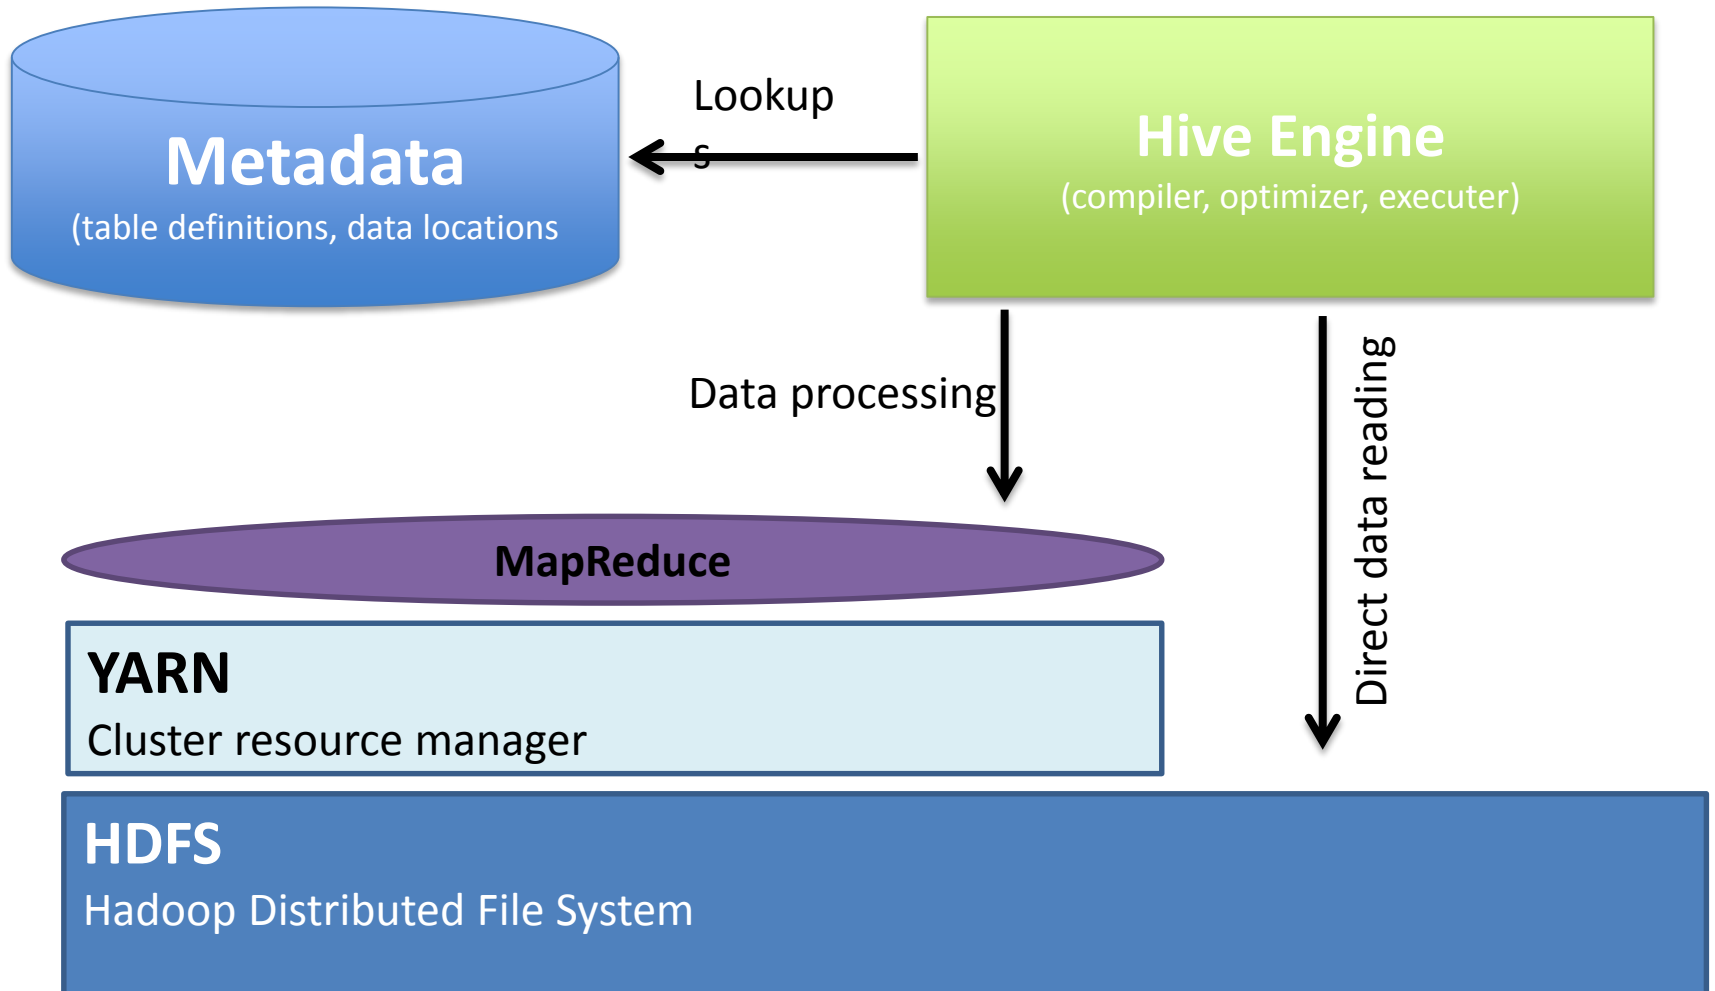 Metadata
(table definitions, data locations
Lookup
s
Hive Engine
(compiler, optimizer, executer)
Data processing
Direct data reading
MapReduce
YARN
Cluster resource manager
HDFS
Hadoop Distributed File System